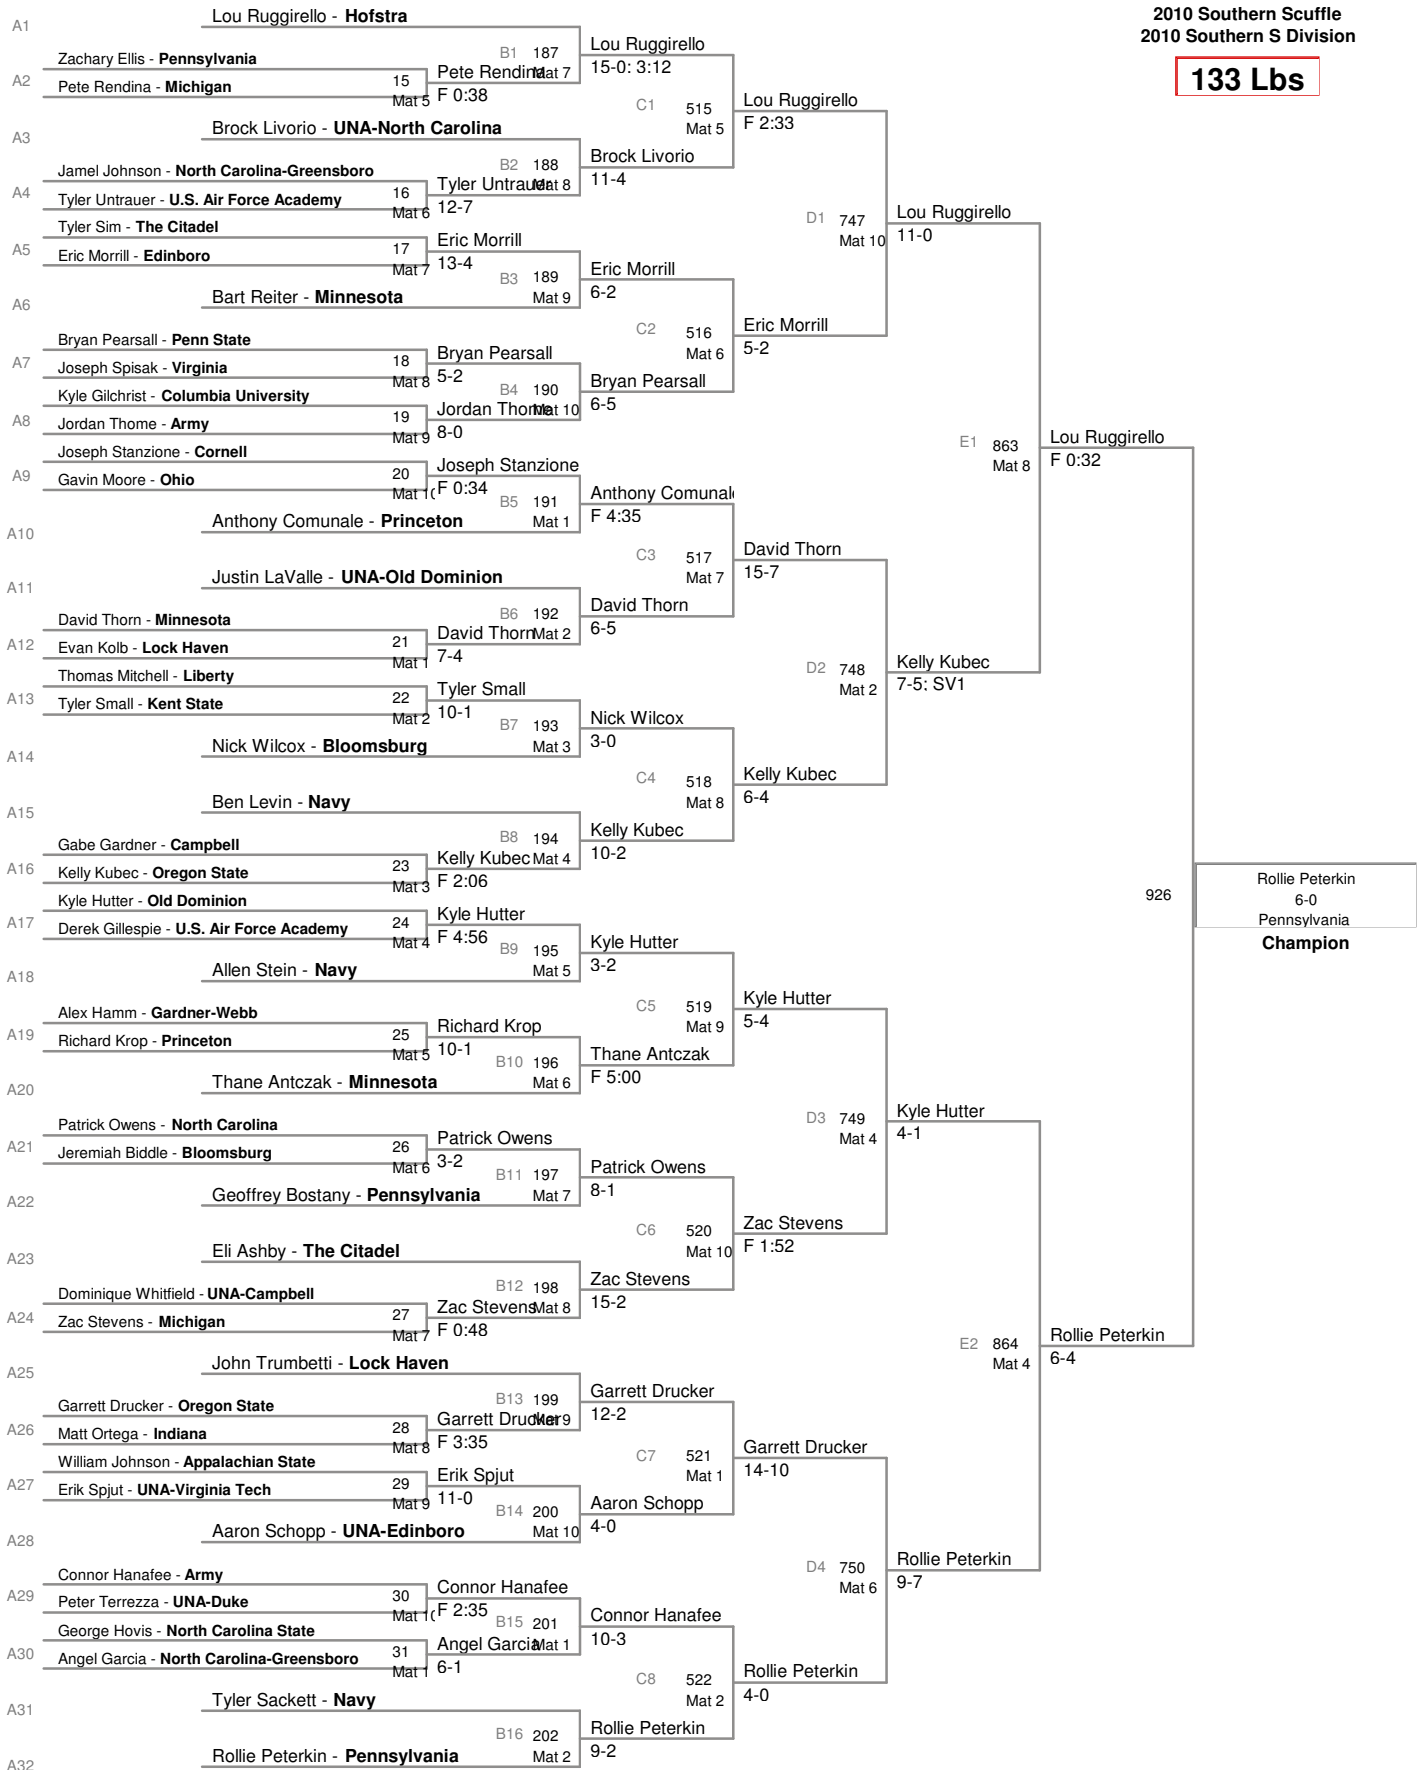 2010 Southern Scuffle
2010 Southern S Division
133 Lbs
A1
Lou Ruggirello - Hofstra
Zachary Ellis - Pennsylvania
A2
Pete Rendina - Michigan
15
Mat 5
Pete Rendina
F 0:38
B1 187
Mat 7
Lou Ruggirello
15-0; 3:12
A3
Brock Livorio - UNA-North Carolina
Jamel Johnson - North Carolina-Greensboro
A4
Tyler Untrauer - U.S. Air Force Academy
16
Mat 6
Tyler Untrauer
12-7
B2 188
Mat 8
Brock Livorio
11-4
C1 515
Mat 5
Lou Ruggirello
F 2:33
Tyler Sim - The Citadel
A5
Eric Morrill - Edinboro
17
Mat 7
Eric Morrill
13-4
A6
Bart Reiter - Minnesota
B3 189
Mat 9
Eric Morrill
6-2
Bryan Pearsall - Penn State
A7
Joseph Spisak - Virginia
18
Mat 8
Bryan Pearsall
5-2
Kyle Gilchrist - Columbia University
A8
Jordan Thome - Army
19
Mat 9
Jordan Thome
8-0
B4 190
Mat 10
Bryan Pearsall
6-5
C2 516
Mat 6
Eric Morrill
5-2
D1 747
Mat 10
Lou Ruggirello
11-0
Joseph Stanzione - Cornell
A9
Gavin Moore - Ohio
20
Mat 10
Joseph Stanzione
F 0:34
A10
Anthony Comunale - Princeton
B5 191
Mat 1
Anthony Comunale
F 4:35
A11
Justin LaValle - UNA-Old Dominion
David Thorn - Minnesota
A12
Evan Kolb - Lock Haven
21
Mat 1
David Thorn
7-4
B6 192
Mat 2
David Thorn
6-5
C3 517
Mat 7
David Thorn
15-7
Thomas Mitchell - Liberty
A13
Tyler Small - Kent State
22
Mat 2
Tyler Small
10-1
A14
Nick Wilcox - Bloomsburg
B7 193
Mat 3
Nick Wilcox
3-0
A15
Ben Levin - Navy
Gabe Gardner - Campbell
A16
Kelly Kubec - Oregon State
23
Mat 3
Kelly Kubec
F 2:06
B8 194
Mat 4
Kelly Kubec
10-2
C4 518
Mat 8
Kelly Kubec
6-4
D2 748
Mat 2
Kelly Kubec
7-5; SV1
E1 863
Mat 8
Lou Ruggirello
F 0:32
Kyle Hutter - Old Dominion
A17
Derek Gillespie - U.S. Air Force Academy
24
Mat 4
Kyle Hutter
F 4:56
A18
Allen Stein - Navy
B9 195
Mat 5
Kyle Hutter
3-2
Alex Hamm - Gardner-Webb
A19
Richard Krop - Princeton
25
Mat 5
Richard Krop
10-1
A20
Thane Antczak - Minnesota
B10 196
Mat 6
Thane Antczak
F 5:00
C5 519
Mat 9
Kyle Hutter
5-4
Patrick Owens - North Carolina
A21
Jeremiah Biddle - Bloomsburg
26
Mat 6
Patrick Owens
3-2
A22
Geoffrey Bostany - Pennsylvania
B11 197
Mat 7
Patrick Owens
8-1
A23
Eli Ashby - The Citadel
Dominique Whitfield - UNA-Campbell
A24
Zac Stevens - Michigan
27
Mat 7
Zac Stevens
F 0:48
B12 198
Mat 8
Zac Stevens
15-2
C6 520
Mat 10
Zac Stevens
F 1:52
D3 749
Mat 4
Kyle Hutter
4-1
A25
John Trumbetti - Lock Haven
Garrett Drucker - Oregon State
A26
Matt Ortega - Indiana
28
Mat 8
Garrett Drucker
F 3:35
B13 199
Mat 9
Garrett Drucker
12-2
William Johnson - Appalachian State
A27
Erik Spjut - UNA-Virginia Tech
29
Mat 9
Erik Spjut
11-0
A28
Aaron Schopp - UNA-Edinboro
B14 200
Mat 10
Aaron Schopp
4-0
C7 521
Mat 1
Garrett Drucker
14-10
Connor Hanafee - Army
A29
Peter Terrezza - UNA-Duke
30
Mat 10
Connor Hanafee
F 2:35
George Hovis - North Carolina State
A30
Angel Garcia - North Carolina-Greensboro
31
Mat 1
Angel Garcia
6-1
B15 201
Mat 1
Connor Hanafee
10-3
A31
Tyler Sackett - Navy
A32
Rollie Peterkin - Pennsylvania
B16 202
Mat 2
Rollie Peterkin
9-2
C8 522
Mat 2
Rollie Peterkin
4-0
D4 750
Mat 6
Rollie Peterkin
9-7
E2 864
Mat 4
Rollie Peterkin
6-4
926
Rollie Peterkin
6-0
Pennsylvania
Champion